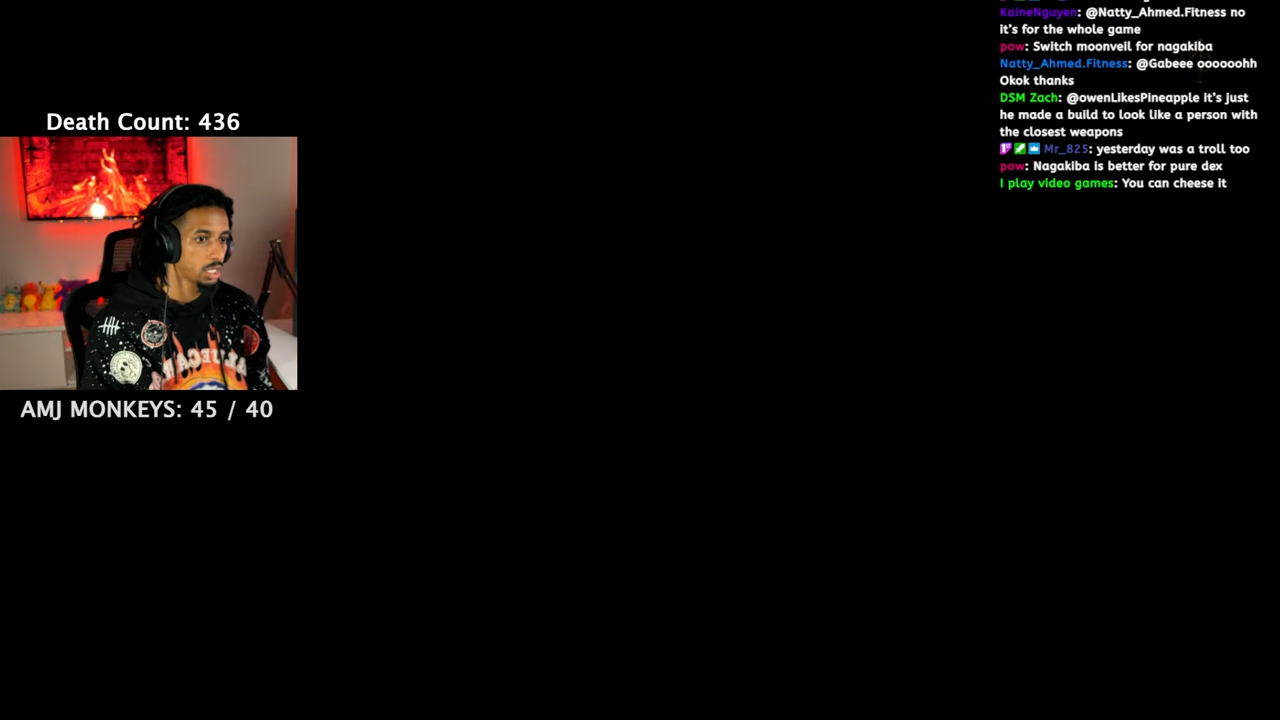 KaineNguyen: @Natty_Ahmed.Fitness no
it's for the whole game
pow: Switch moonveil for nagakiba
Natty_Ahmed.Fitness: @Gabeee oooooohh
Okok thanks
DSM Zach: @owenLikesPineapple it's just
he made a build to look like a person with
the closest weapons
Mr_825: yesterday was a troll too
pow: Nagakiba is better for pure dex
I play video games: You can cheese it
Death Count: 436
AMJ MONKEYS: 45 / 40